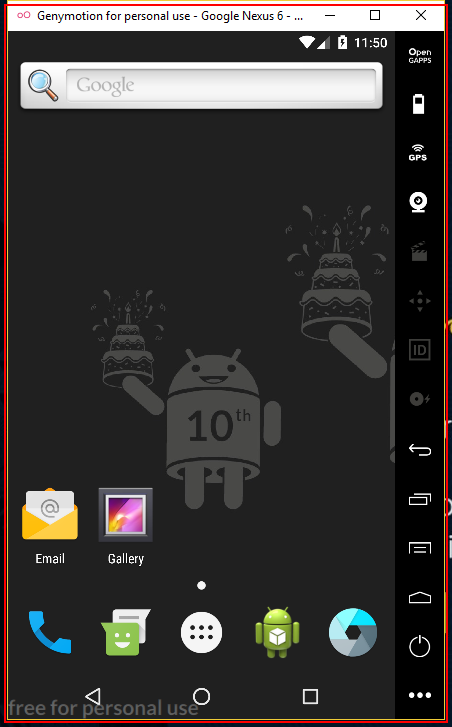 Genymotion for personal use - Google Nexus 6 - ...
11:50
Open
GAPPS
Google
GPS
ID
10th
Email
Gallery
free for personal use